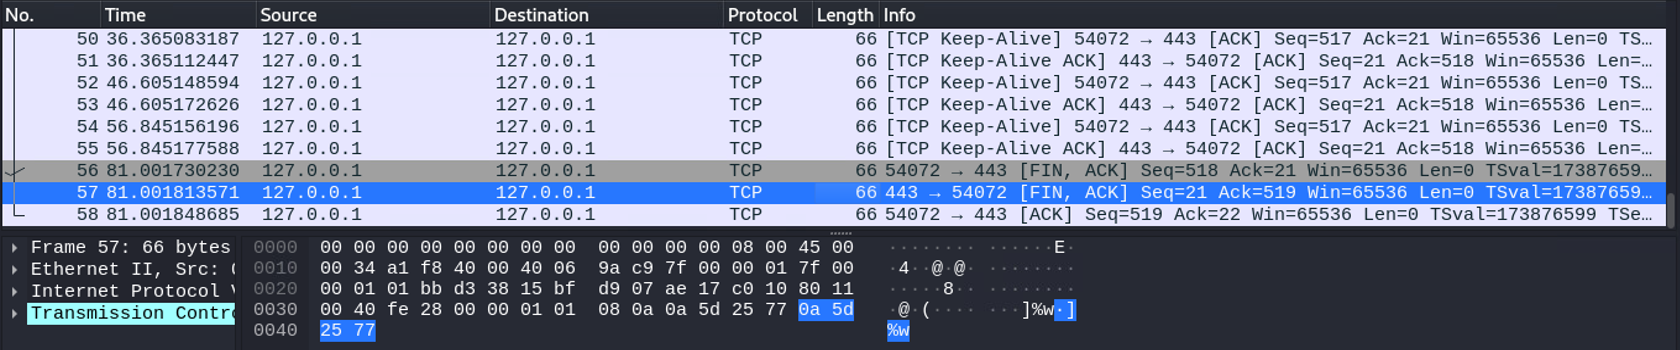 No. Time Source Destination Protocol Length Info
50 36.365083187 127.0.0.1 127.0.0.1 TCP 66 [TCP Keep-Alive] 54072 → 443 [ACK] Seq=517 Ack=21 Win=65536 Len=0 TS…
51 36.365112447 127.0.0.1 127.0.0.1 TCP 66 [TCP Keep-Alive ACK] 443 → 54072 [ACK] Seq=21 Ack=518 Win=65536 Len=…
52 46.605148594 127.0.0.1 127.0.0.1 TCP 66 [TCP Keep-Alive] 54072 → 443 [ACK] Seq=517 Ack=21 Win=65536 Len=0 TS…
53 46.605172626 127.0.0.1 127.0.0.1 TCP 66 [TCP Keep-Alive ACK] 443 → 54072 [ACK] Seq=21 Ack=518 Win=65536 Len=…
54 56.845156196 127.0.0.1 127.0.0.1 TCP 66 [TCP Keep-Alive] 54072 → 443 [ACK] Seq=517 Ack=21 Win=65536 Len=0 TS…
55 56.845177588 127.0.0.1 127.0.0.1 TCP 66 [TCP Keep-Alive ACK] 443 → 54072 [ACK] Seq=21 Ack=518 Win=65536 Len=…
56 81.001730230 127.0.0.1 127.0.0.1 TCP 66 54072 → 443 [FIN, ACK] Seq=518 Ack=21 Win=65536 Len=0 TSval=17387659…
57 81.001813571 127.0.0.1 127.0.0.1 TCP 66 443 → 54072 [FIN, ACK] Seq=21 Ack=519 Win=65536 Len=0 TSval=17387659…
58 81.001848685 127.0.0.1 127.0.0.1 TCP 66 54072 → 443 [ACK] Seq=519 Ack=22 Win=65536 Len=0 TSval=173876599 TSe…
Frame 57: 66 bytes
Ethernet II, Src:
Internet Protocol
Transmission Contro
0000 00 00 00 00 00 00 00 00 00 00 00 00 08 00 45 00 ········ ······E·
0010 00 34 a1 f8 40 00 40 06 9a c9 7f 00 00 01 7f 00 ·4··@·@· ········
0020 00 01 01 bb d3 38 15 bf d9 07 ae 17 c0 10 80 11 ·····8·· ········
0030 00 40 fe 28 00 00 01 01 08 0a 0a 5d 25 77 0a 5d ·@·(···· ···]%w·]
0040 25 77 %w